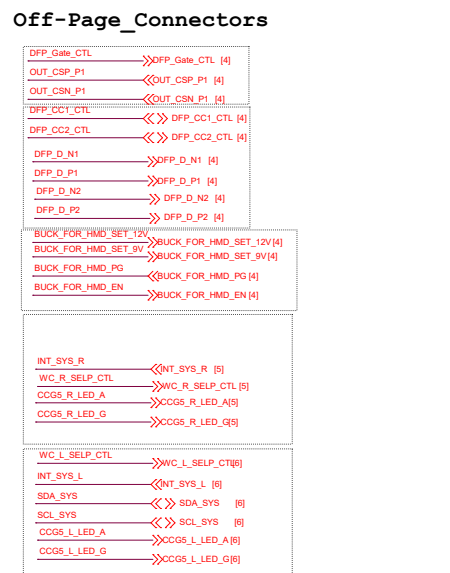 Off-Page_Connectors
DFP_Gate_CTL DFP_Gate_CTL [4]
OUT_CSP_P1 OUT_CSP_P1 [4]
OUT_CSN_P1 OUT_CSN_P1 [4]
DFP_CC1_CTL DFP_CC1_CTL [4]
DFP_CC2_CTL DFP_CC2_CTL [4]
DFP_D_N1 DFP_D_N1 [4]
DFP_D_P1 DFP_D_P1 [4]
DFP_D_N2 DFP_D_N2 [4]
DFP_D_P2 DFP_D_P2 [4]
BUCK_FOR_HMD_SET_12V BUCK_FOR_HMD_SET_12V [4]
BUCK_FOR_HMD_SET_9V BUCK_FOR_HMD_SET_9V [4]
BUCK_FOR_HMD_PG BUCK_FOR_HMD_PG [4]
BUCK_FOR_HMD_EN BUCK_FOR_HMD_EN [4]
INT_SYS_R INT_SYS_R [5]
WC_R_SELP_CTL WC_R_SELP_CTL [5]
CCG5_R_LED_A CCG5_R_LED_A [5]
CCG5_R_LED_G CCG5_R_LED_G [5]
WC_L_SELP_CTL WC_L_SELP_CTL [6]
INT_SYS_L INT_SYS_L [6]
SDA_SYS SDA_SYS [6]
SCL_SYS SCL_SYS [6]
CCG5_L_LED_A CCG5_L_LED_A [6]
CCG5_L_LED_G CCG5_L_LED_G [6]